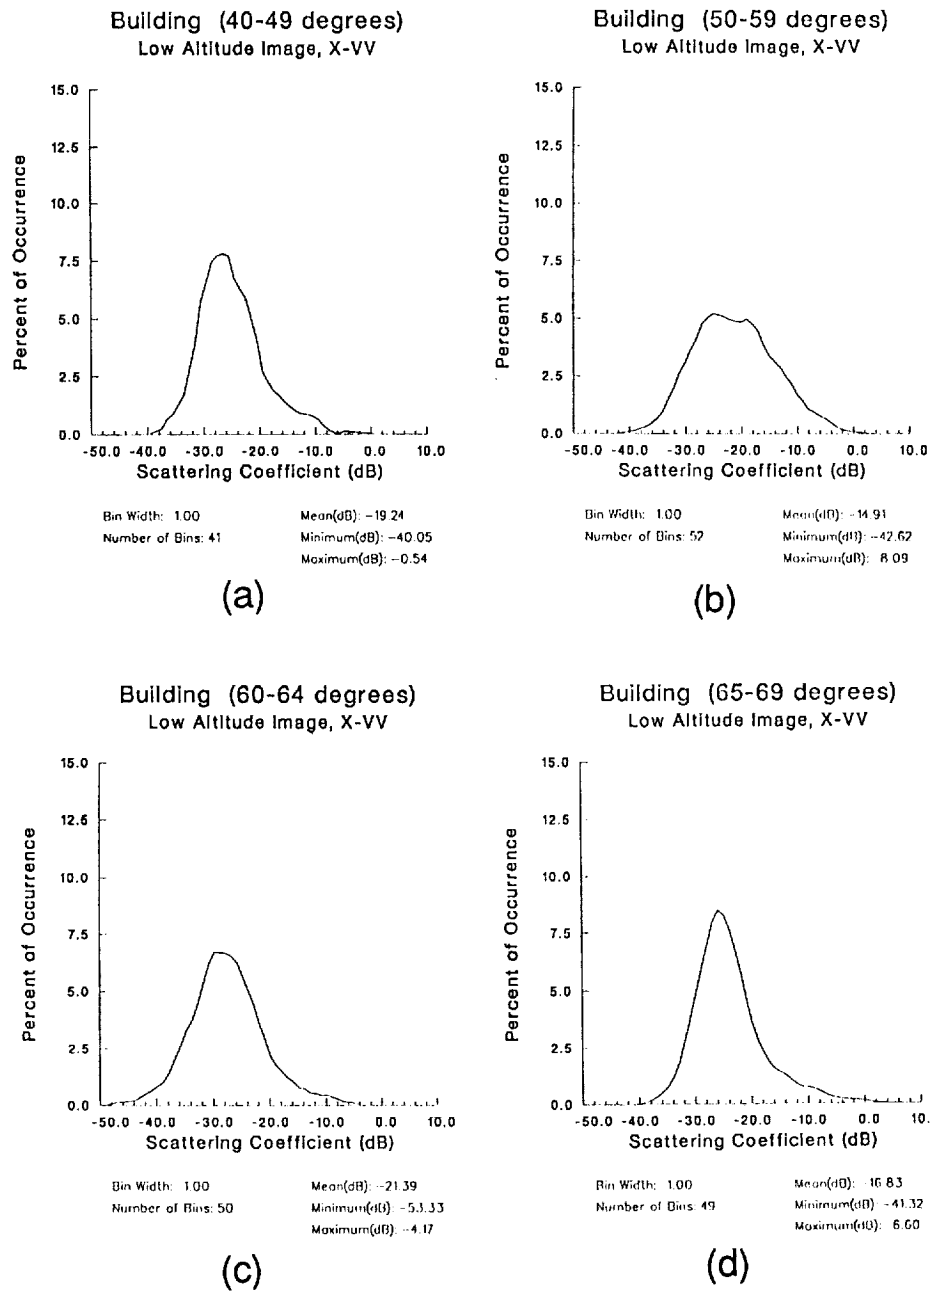 Building (40-49 degrees)
Low Altitude Image, X-VV
15.0
12.5
10.0
7.5
5.0
2.5
0.0
Percent of Occurrence
-50.0 -40.0 -30.0 -20.0 -10.0 0.0 10.0
Scattering Coefficient (dB)
Bin Width: 1.00
Number of Bins: 41
Mean(dB): -19.24
Minimum(dB): -40.05
Maximum(dB): -0.54
(a)
Building (50-59 degrees)
Low Altitude Image, X-VV
15.0
12.5
10.0
7.5
5.0
2.5
0.0
Percent of Occurrence
-50.0 -40.0 -30.0 -20.0 -10.0 0.0 10.0
Scattering Coefficient (dB)
Bin Width: 1.00
Number of Bins: 52
Mean(dB): -14.91
Minimum(dB): -42.62
Maximum(dB): 8.09
(b)
Building (60-64 degrees)
Low Altitude Image, X-VV
15.0
12.5
10.0
7.5
5.0
2.5
0.0
Percent of Occurrence
-50.0 -40.0 -30.0 -20.0 -10.0 0.0 10.0
Scattering Coefficient (dB)
Bin Width: 1.00
Number of Bins: 50
Mean(dB): -21.39
Minimum(dB): -53.33
Maximum(dB): -4.17
(c)
Building (65-69 degrees)
Low Altitude Image, X-VV
15.0
12.5
10.0
7.5
5.0
2.5
0.0
Percent of Occurrence
-50.0 -40.0 -30.0 -20.0 -10.0 0.0 10.
Scattering Coefficient (dB)
Bin Width: 1.00
Number of Bins: 49
Mean(dB): -16.83
Minimum(dB): -41.32
Maximum(dB): 6.60
(d)